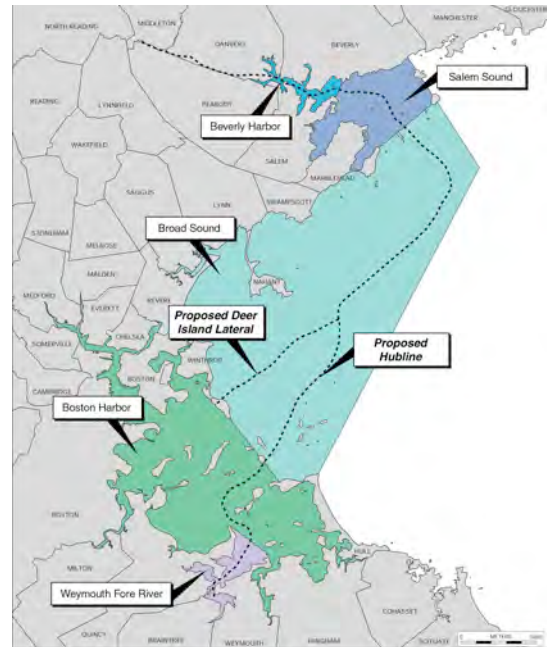 GLOUCESTER
MIDDLETON
MANCHESTER
NORTH READING
DANVERS
BEVERLY
Salem Sound
READING
LYNNFIELD
PEABODY
Beverly Harbor
WAKEFIELD
SALEM
MARBLEHEAD
SAUGUS
SWAMPSCOTT
LYNN
STONEHAM
Broad Sound
MELROSE
MALDEN
NAHANT
MEDFORD
REVERE
EVERETT
Proposed Deer
Island Lateral
CHELSEA
SOMERVILLE
Proposed
Hubline
WINTHROP
BOSTON
CAMBRIDGE
Boston Harbor
BOSTON
HULL
MILTON
Weymouth Fore River
COHASSET
QUINCY
BRAINTREE
WEYMOUTH
HINGHAM
SCITUATE
METERS